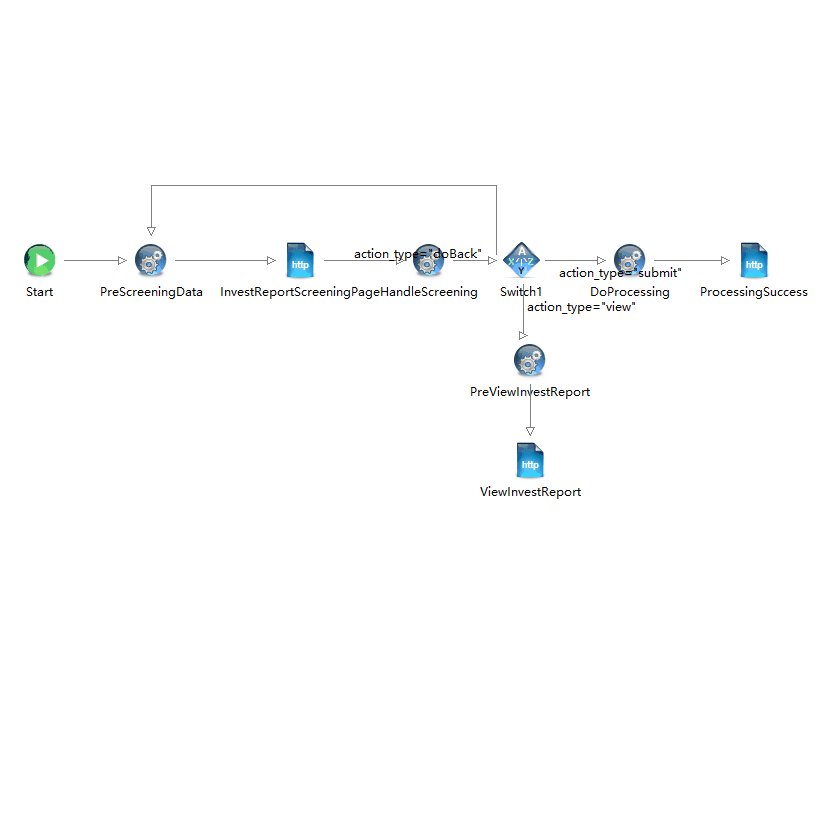 action_type="doBack"
http
A
X Z
Y
http
action_type="submit"
Start
PreScreeningData
InvestReportScreeningPage
HandleScreening
Switch1
DoProcessing
ProcessingSuccess
action_type="view"
PreViewInvestReport
http
ViewInvestReport